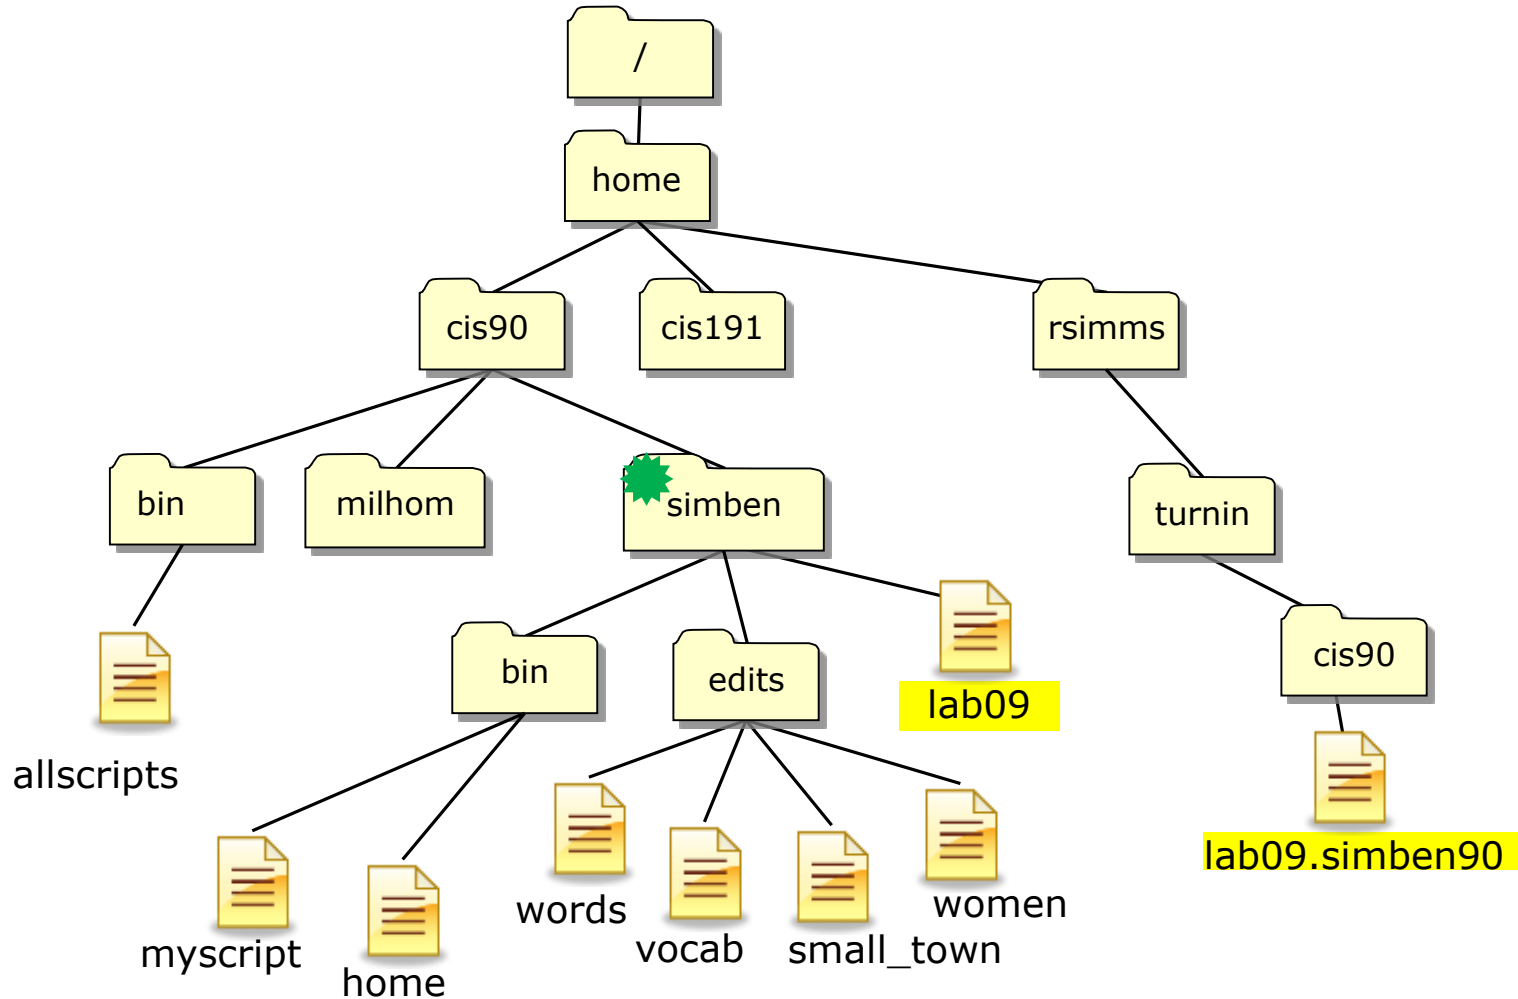 /
home
cis90
cis191
rsimms
bin
milhom
simben
turnin
bin
edits
lab09
cis90
allscripts
myscript
home
words
vocab
small_town
women
lab09.simben90